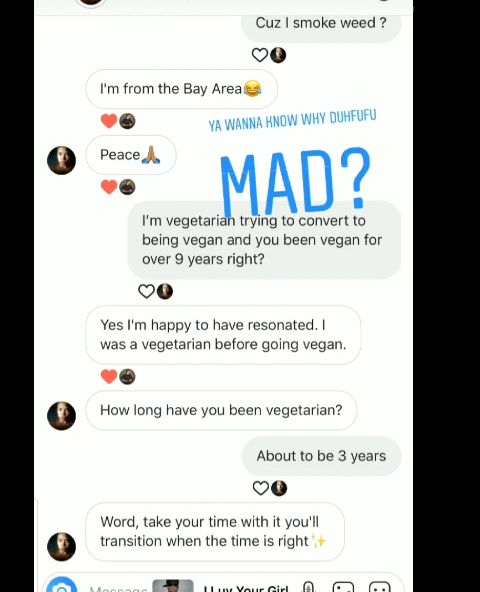 Cuz I smoke weed ?
I'm from the Bay Area😂
YA WANNA KNOW WHY DUHFUFU
Peace🙏🏽
MAD?
I'm vegetarian trying to convert to
being vegan and you been vegan for
over 9 years right?
Yes I'm happy to have resonated. I
was a vegetarian before going vegan.
How long have you been vegetarian?
About to be 3 years
Word, take your time with it you'll
transition when the time is right✨
Message
I Luv Your Girl